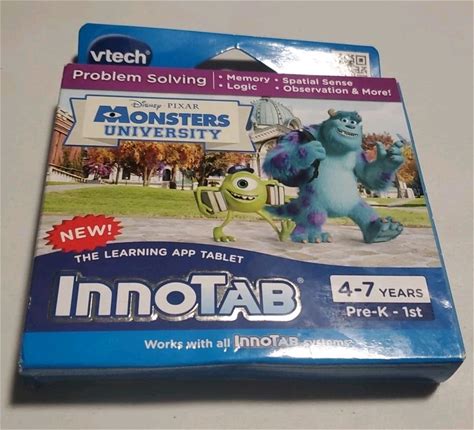 vtech
Problem Solving
• Memory • Spatial Sense
• Logic • Observation & More!
Disney PIXAR
MONSTERS
UNIVERSITY
NEW!
THE LEARNING APP TABLET
InnoTAB
4-7 YEARS
Pre-K - 1st
Works with all InnoTAB systems